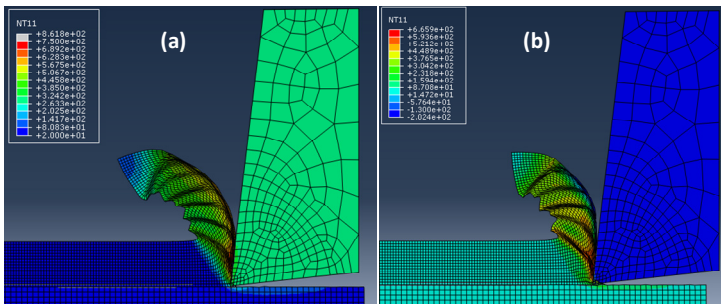 NT11
+8.618e+02
+7.500e+02
+6.892e+02
+6.283e+02
+5.675e+02
+5.067e+02
+4.458e+02
+3.850e+02
+3.242e+02
+2.633e+02
+2.025e+02
+1.417e+02
+8.083e+01
+2.000e+01
(a)
NT11
+6.659e+02
+5.936e+02
+5.212e+02
+4.489e+02
+3.765e+02
+3.042e+02
+2.318e+02
+1.594e+02
+8.708e+01
+1.472e+01
-5.764e+01
-1.300e+02
-2.024e+02
(b)